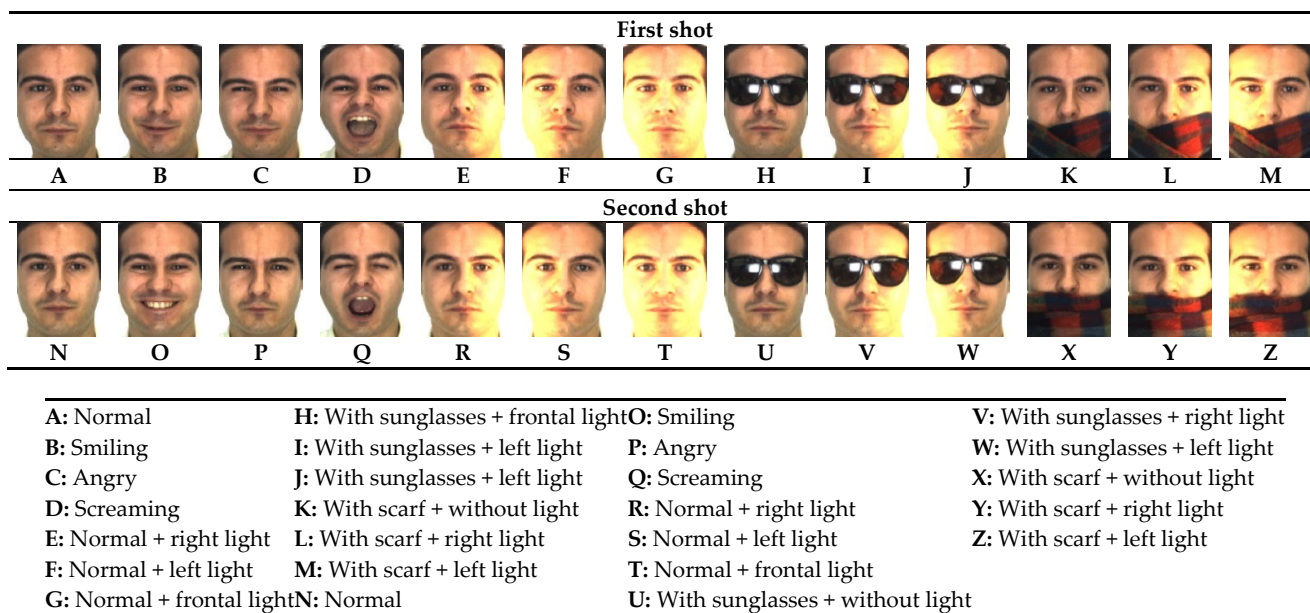 First shot
A B C D E F G H I J K L M
Second shot
N O P Q R S T U V W X Y Z
A: Normal H: With sunglasses + frontal light O: Smiling V: With sunglasses + right light
B: Smiling I: With sunglasses + left light P: Angry W: With sunglasses + left light
C: Angry J: With sunglasses + left light Q: Screaming X: With scarf + without light
D: Screaming K: With scarf + without light R: Normal + right light Y: With scarf + right light
E: Normal + right light L: With scarf + right light S: Normal + left light Z: With scarf + left light
F: Normal + left light M: With scarf + left light T: Normal + frontal light
G: Normal + frontal light N: Normal U: With sunglasses + without light